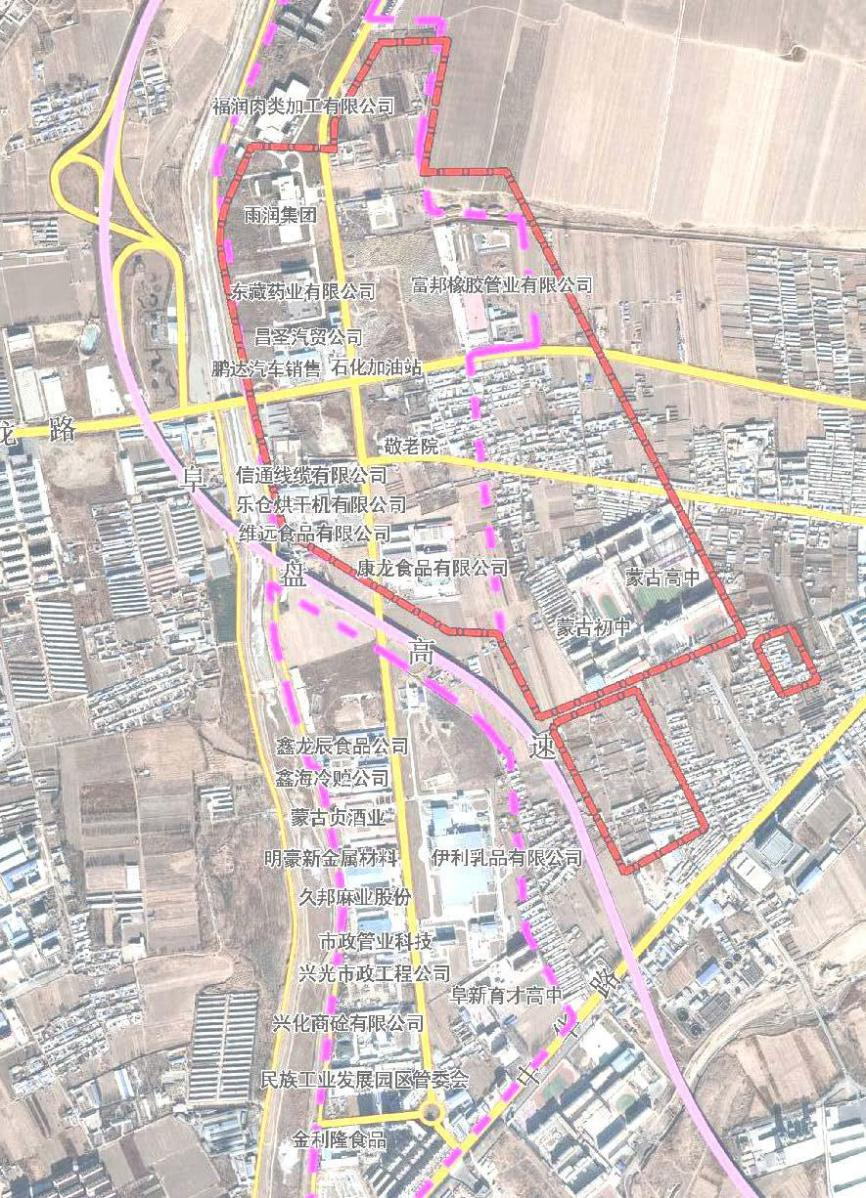 福润肉类加工有限公司
雨润集团
东藏药业有限公司
富邦橡胶管业有限公司
昌圣汽贸公司
鹏达汽车销售
石化加油站
龙路
敬老院
信通线缆有限公司
阜
乐仓烘干机有限公司
维远食品有限公司
盘
康龙食品有限公司
蒙古高中
蒙古初中
高
速
鑫龙辰食品公司
鑫海冷贮公司
蒙古贞酒业
明豪新金属材料
伊利乳品有限公司
久邦麻业股份
市政管业科技
兴光市政工程公司
阜新育才高中
兴化商砼有限公司
中华路
民族工业发展园区管委会
金利隆食品